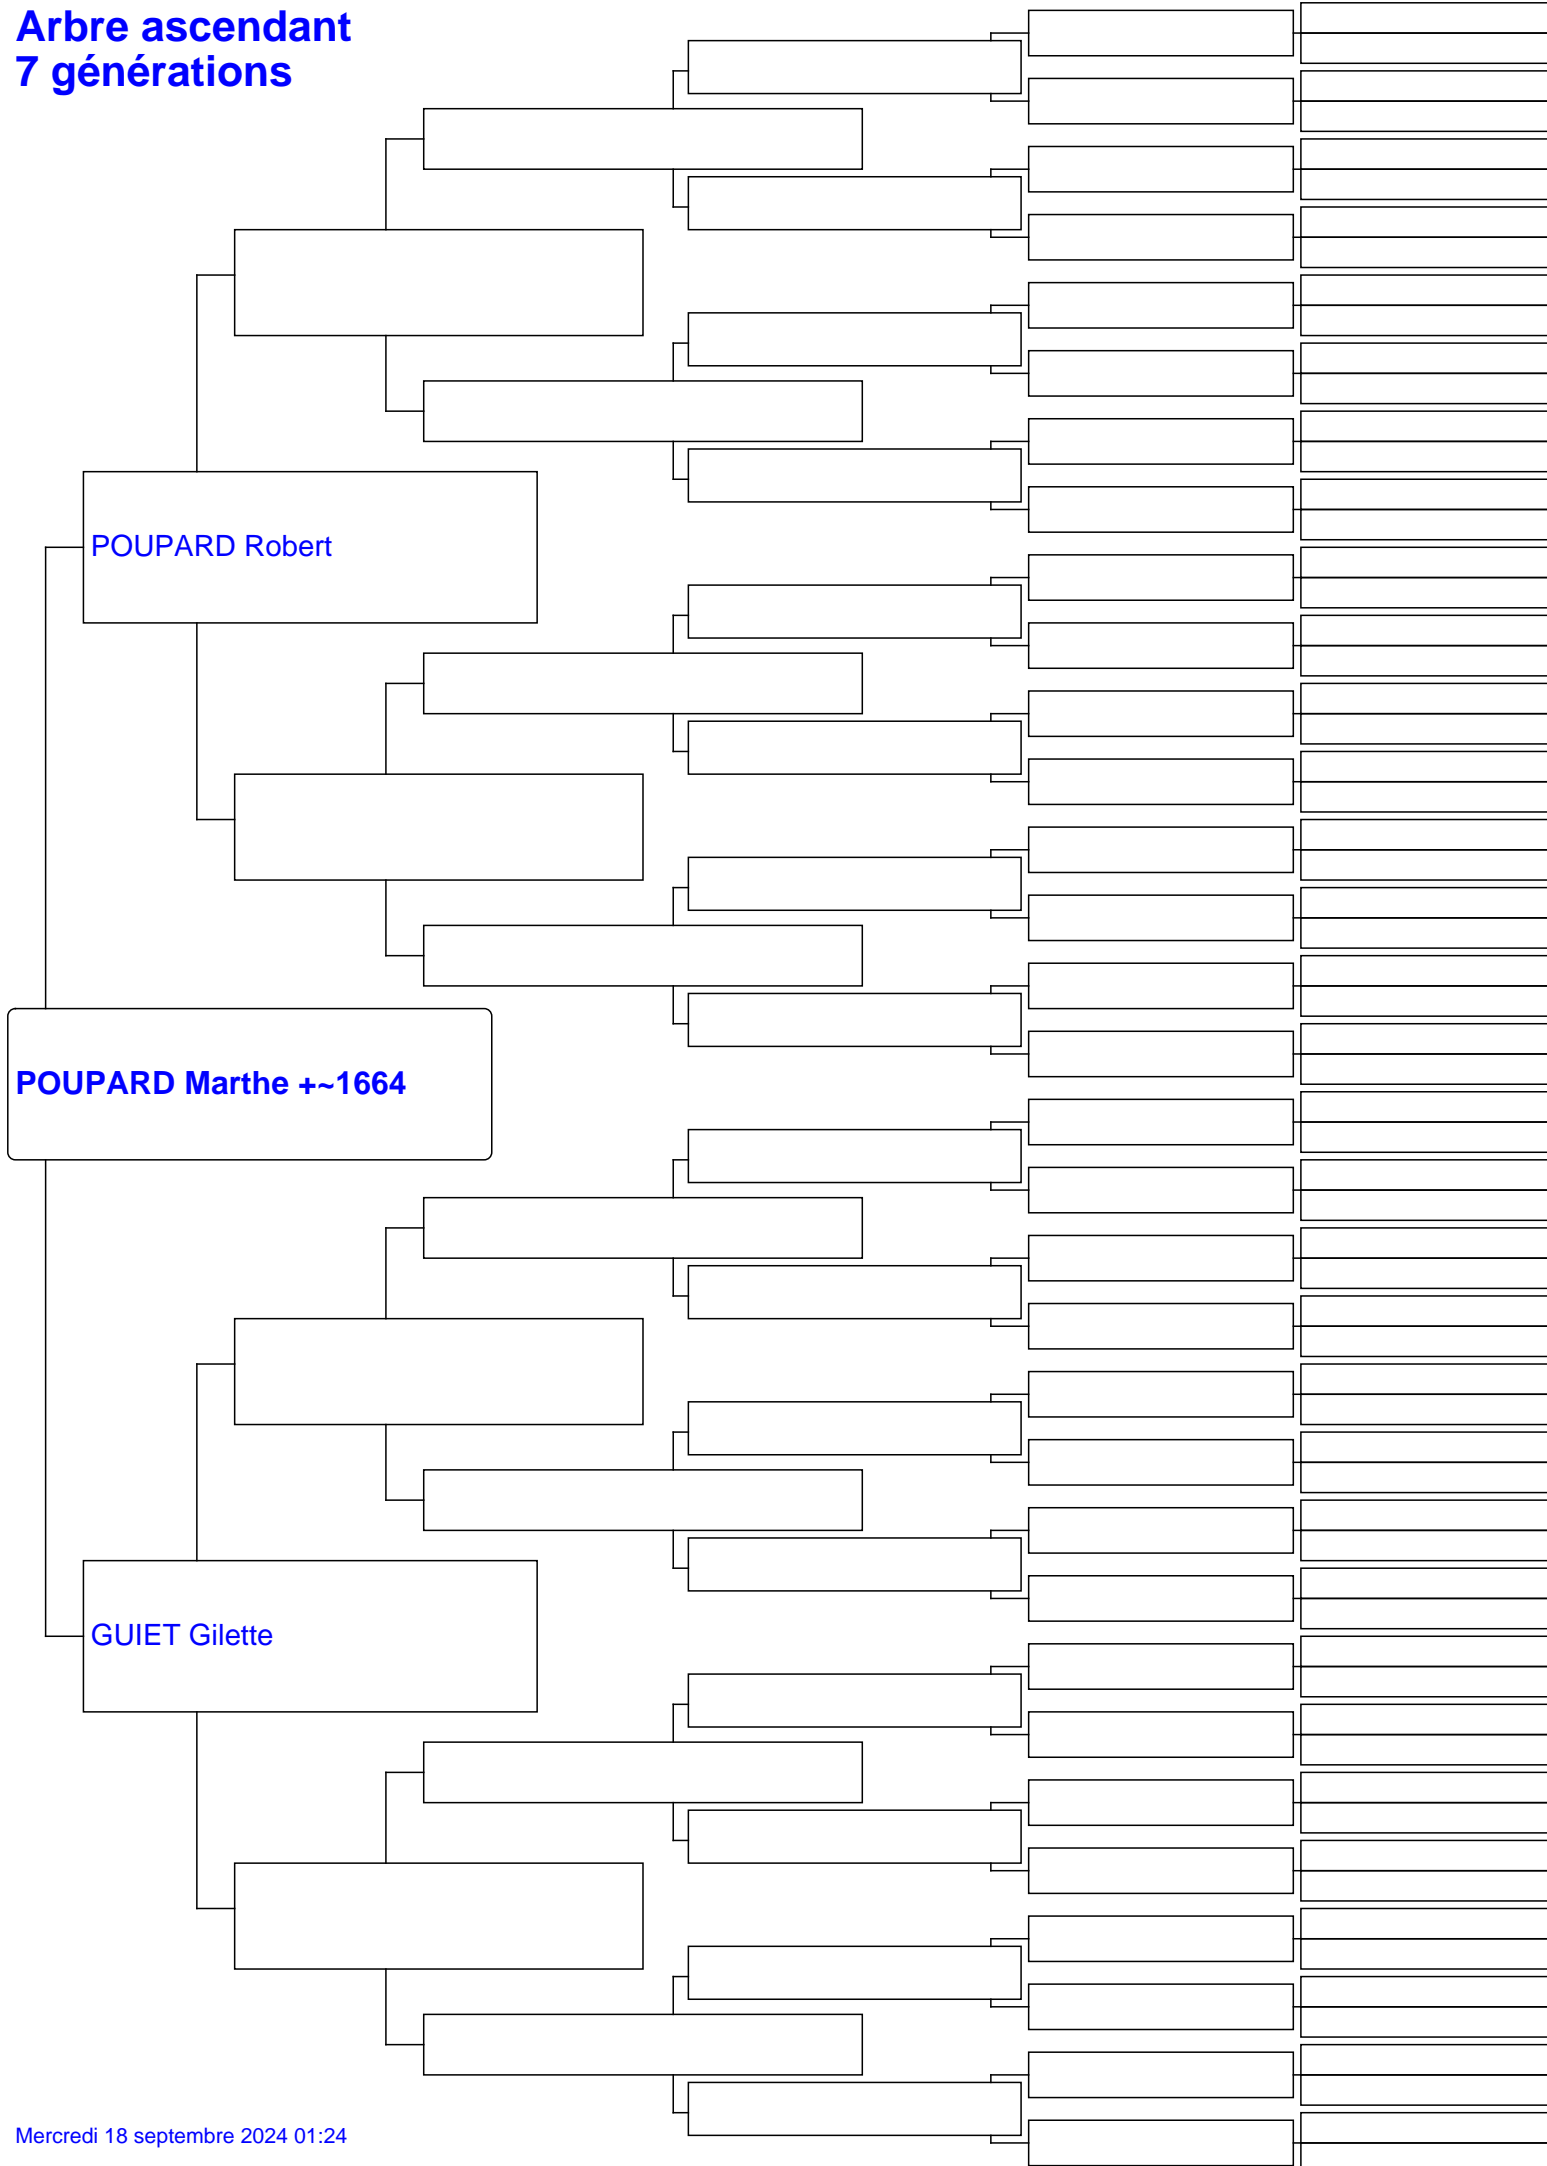 Arbre ascendant
7 générations
POUPARD Robert
POUPARD Marthe +~1664
GUIET Gilette
Mercredi 18 septembre 2024 01:24